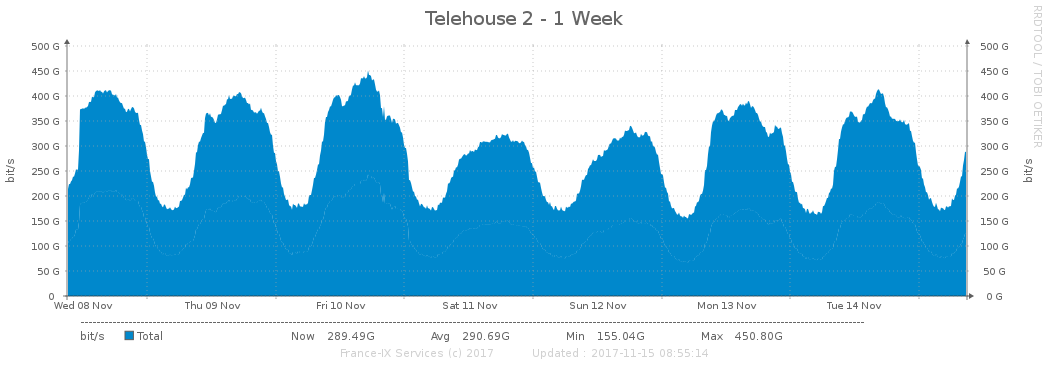 Telehouse 2 - 1 Week
RRDTOOL / TOBI OETIKER
500 G 500 G
450 G 450 G
400 G 400 G
350 G 350 G
300 G 300 G
250 G 250 G
200 G 200 G
150 G 150 G
100 G 100 G
50 G 50 G
0 0 G
bit/s bit/s
Wed 08 Nov Thu 09 Nov Fri 10 Nov Sat 11 Nov Sun 12 Nov Mon 13 Nov Tue 14 Nov
bit/s Total Now 289.49G Avg 290.69G Min 155.04G Max 450.80G
France-IX Services (c) 2017 Updated : 2017-11-15 08:55:14